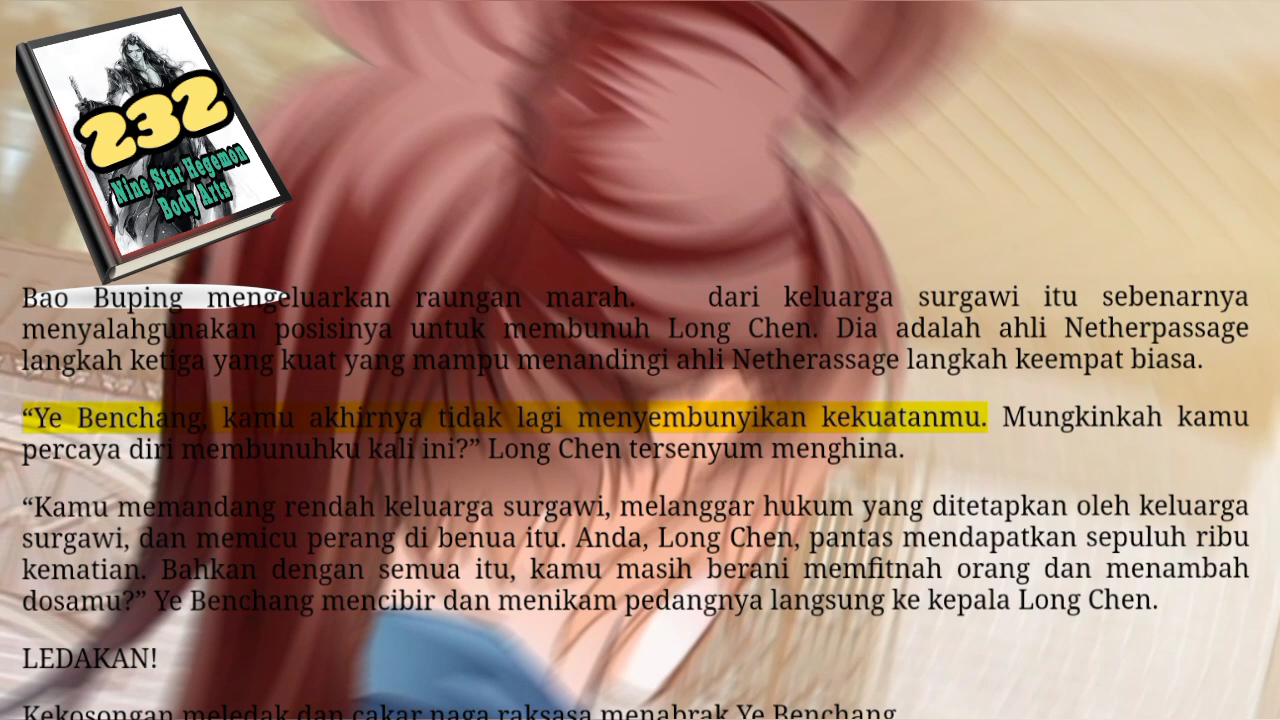 232
Nine Star Hegemon
Body Arts
Bao Buping mengeluarkan raungan marah. dari keluarga surgawi itu sebenarnya
menyalahgunakan posisinya untuk membunuh Long Chen. Dia adalah ahli Netherpassage
langkah ketiga yang kuat yang mampu menandingi ahli Netherassage langkah keempat biasa.
“Ye Benchang, kamu akhirnya tidak lagi menyembunyikan kekuatanmu. Mungkinkah kamu
percaya diri membunuhku kali ini?” Long Chen tersenyum menghina.
“Kamu memandang rendah keluarga surgawi, melanggar hukum yang ditetapkan oleh keluarga
surgawi, dan memicu perang di benua itu. Anda, Long Chen, pantas mendapatkan sepuluh ribu
kematian. Bahkan dengan semua itu, kamu masih berani memfitnah orang dan menambah
dosamu?” Ye Benchang mencibir dan menikam pedangnya langsung ke kepala Long Chen.
LEDAKAN!
Kekosongan meledak dan cakar naga raksasa menabrak Ye Benchang